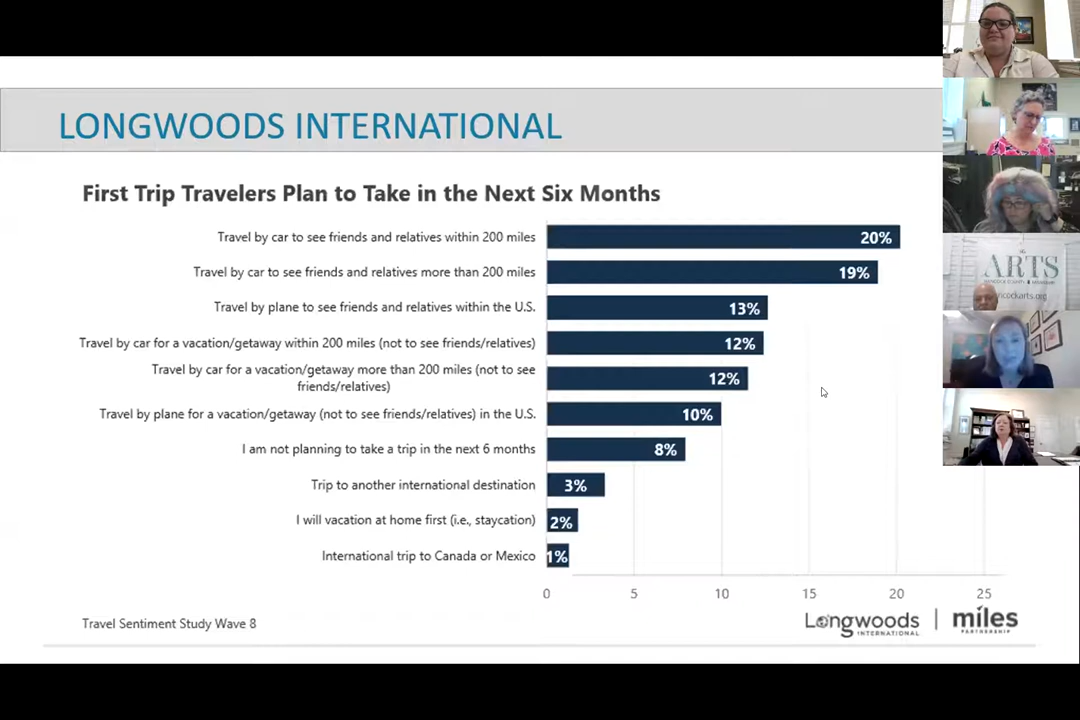 LONGWOODS INTERNATIONAL
First Trip Travelers Plan to Take in the Next Six Months
Travel by car to see friends and relatives within 200 miles
20%
Travel by car to see friends and relatives more than 200 miles
19%
Travel by plane to see friends and relatives within the U.S.
13%
Travel by car for a vacation/getaway within 200 miles (not to see friends/relatives)
12%
Travel by car for a vacation/getaway more than 200 miles (not to see
friends/relatives)
12%
Travel by plane for a vacation/getaway (not to see friends/relatives) in the U.S.
10%
I am not planning to take a trip in the next 6 months
8%
Trip to another international destination
3%
I will vacation at home first (i.e., staycation)
2%
International trip to Canada or Mexico
1%
0 5 10 15 20 25
Travel Sentiment Study Wave 8
Longwoods
INTERNATIONAL
miles
PARTNERSHIP
ARTS